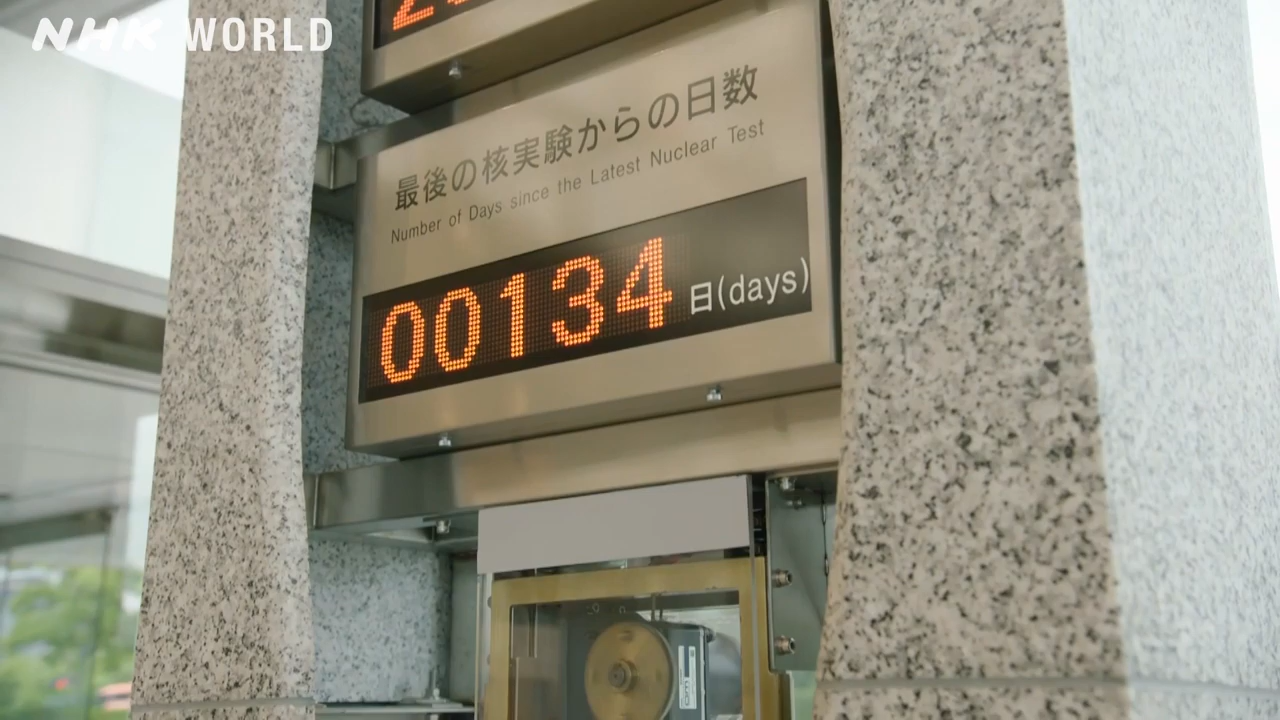 NHK WORLD
最後の核実験からの日数
Number of Days since the Latest Nuclear Test
00134 日(days)